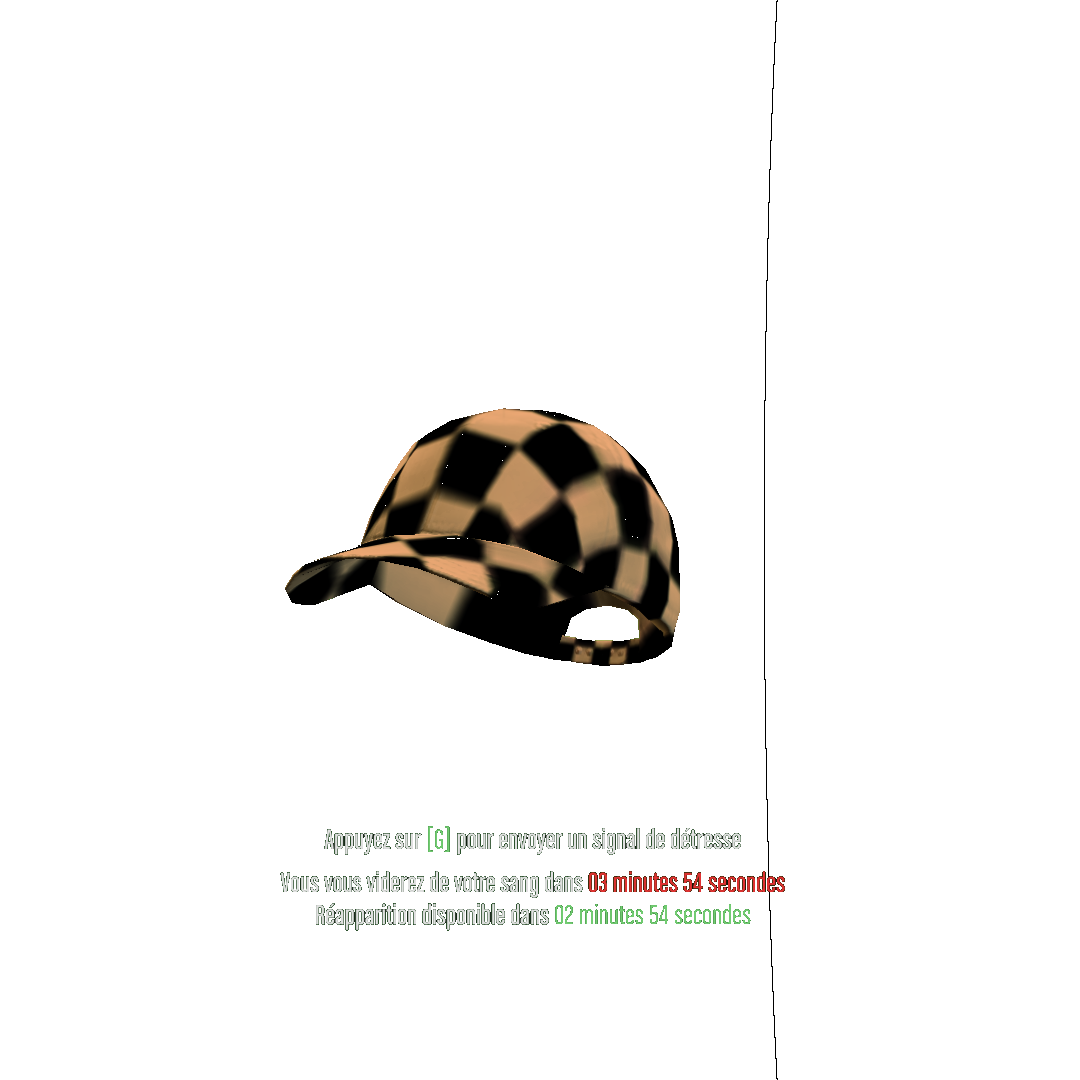 Appuyez sur [G] pour envoyer un signal de détresse
Vous vous viderez de votre sang dans 03 minutes 54 secondes
Réapparition disponible dans 02 minutes 54 secondes